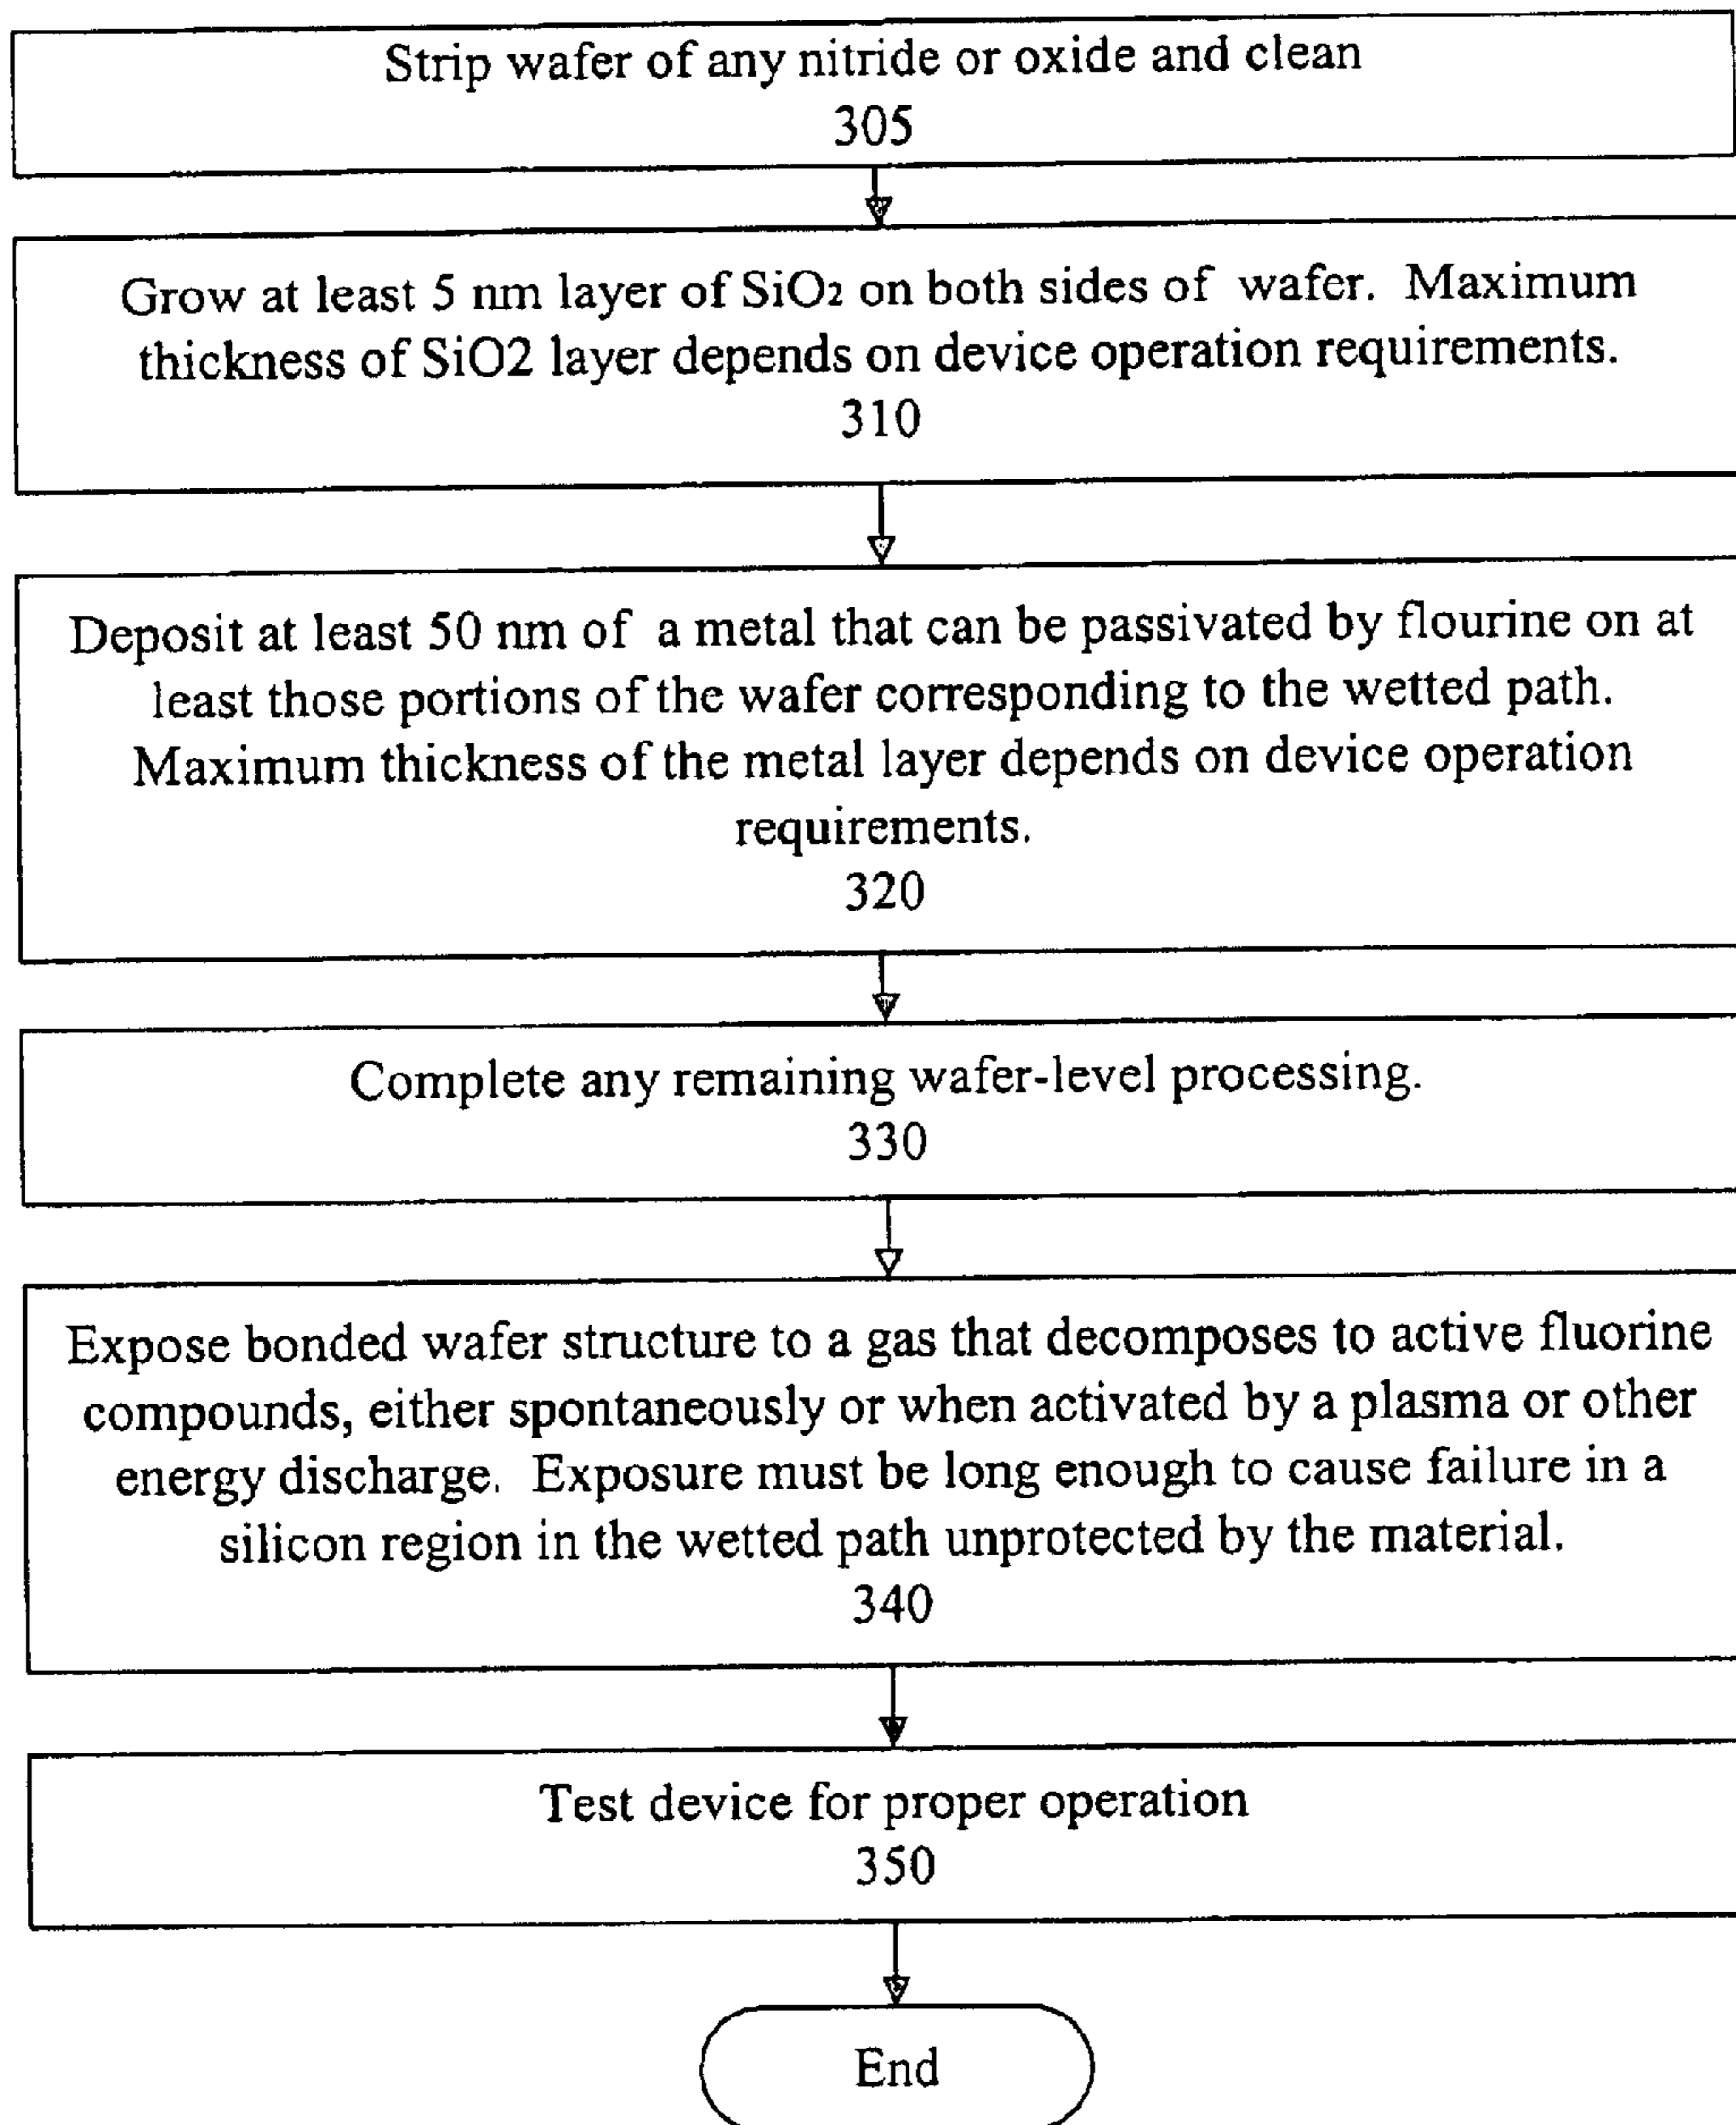 Strip wafer of any nitride or oxide and clean
305
Grow at least 5 nm layer of SiO2 on both sides of wafer. Maximum
thickness of SiO2 layer depends on device operation requirements.
310
Deposit at least 50 nm of a metal that can be passivated by flourine on at
least those portions of the wafer corresponding to the wetted path.
Maximum thickness of the metal layer depends on device operation
requirements.
320
Complete any remaining wafer-level processing.
330
Expose bonded wafer structure to a gas that decomposes to active fluorine
compounds, either spontaneously or when activated by a plasma or other
energy discharge. Exposure must be long enough to cause failure in a
silicon region in the wetted path unprotected by the material.
340
Test device for proper operation
350
End